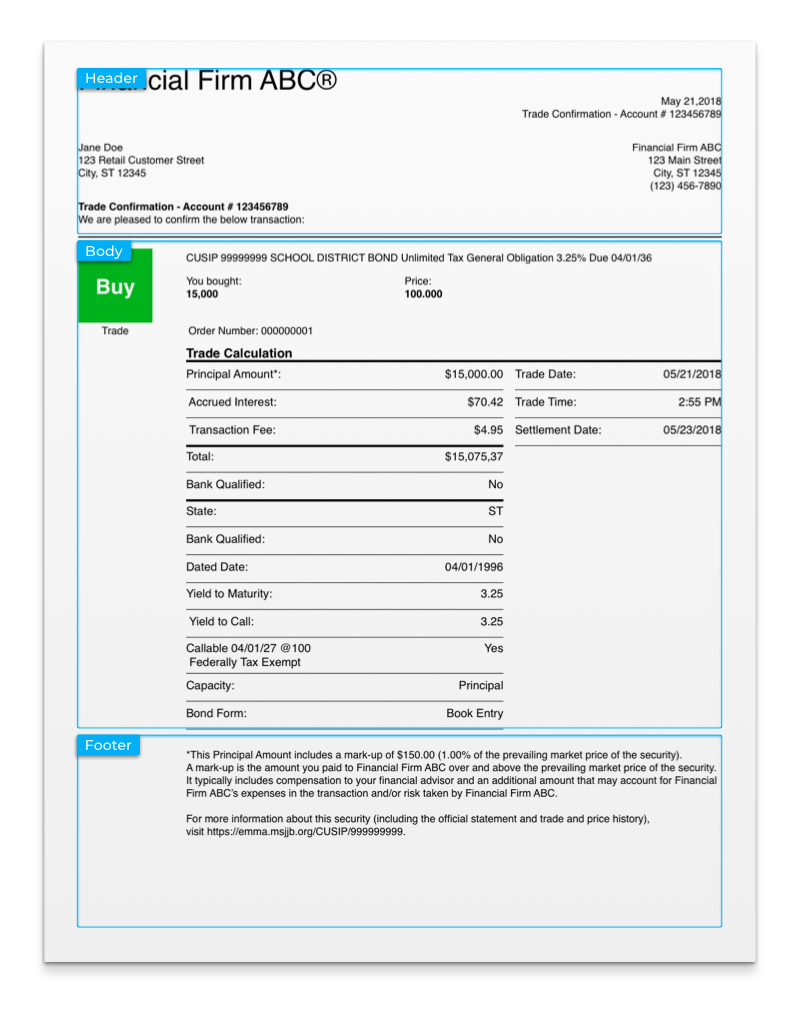 Header
cial Firm ABC®
May 21,2018
Trade Confirmation - Account # 123456789
Jane Doe
123 Retail Customer Street
City, ST 12345
Financial Firm ABC
123 Main Street
City, ST 12345
(123) 456-7890
Trade Confirmation - Account # 123456789
We are pleased to confirm the below transaction:
Body
Buy
Trade
CUSIP 99999999 SCHOOL DISTRICT BOND Unlimited Tax General Obligation 3.25% Due 04/01/36
You bought: Price:
15,000 100.000
Order Number: 000000001
Trade Calculation
Principal Amount*: $15,000.00 Trade Date: 05/21/2018
Accrued Interest: $70.42 Trade Time: 2:55 PM
Transaction Fee: $4.95 Settlement Date: 05/23/2018
Total: $15,075,37
Bank Qualified: No
State: ST
Bank Qualified: No
Dated Date: 04/01/1996
Yield to Maturity: 3.25
Yield to Call: 3.25
Callable 04/01/27 @100 Yes
Federally Tax Exempt
Capacity: Principal
Bond Form: Book Entry
Footer
*This Principal Amount includes a mark-up of $150.00 (1.00% of the prevailing market price of the security).
A mark-up is the amount you paid to Financial Firm ABC over and above the prevailing market price of the security.
It typically includes compensation to your financial advisor and an additional amount that may account for Financial
Firm ABC's expenses in the transaction and/or risk taken by Financial Firm ABC.
For more information about this security (including the official statement and trade and price history),
visit https://emma.msjjb.org/CUSIP/999999999.